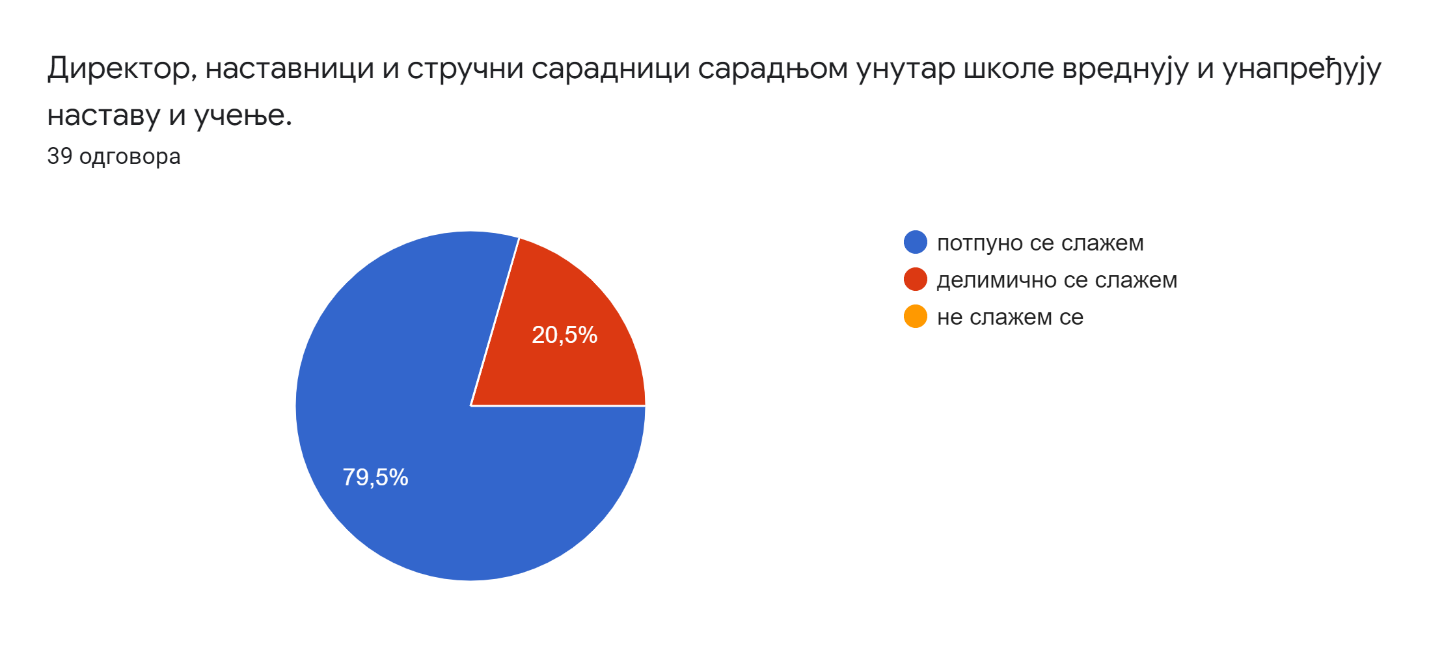 Директор, наставници и стручни сарадници сарадњом унутар школе вреднују и унапређују
наставу и учење.
39 одговора
потпуно се слажем
делимично се слажем
не слажем се
20,5%
79,5%